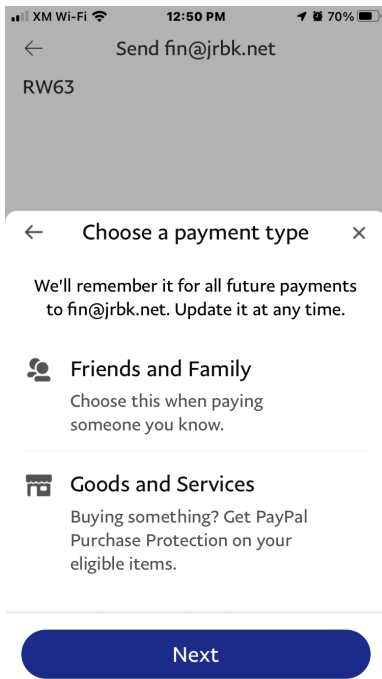 XM Wi-Fi 12:50 PM 70%
Send fin@jrbk.net
RW63
Choose a payment type
We'll remember it for all future payments
to fin@jrbk.net. Update it at any time.
Friends and Family
Choose this when paying
someone you know.
Goods and Services
Buying something? Get PayPal
Purchase Protection on your
eligible items.
Next